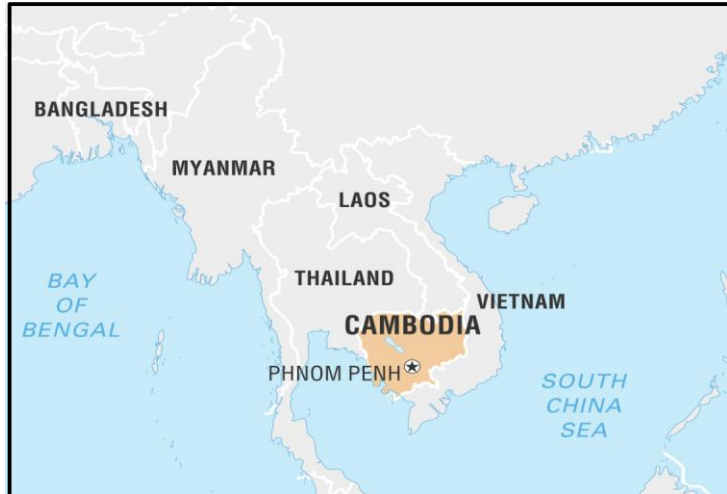 BANGLADESH
MYANMAR
LAOS
BAY
OF
BENGAL
THAILAND
VIETNAM
CAMBODIA
PHNOM PENH
SOUTH
CHINA
SEA